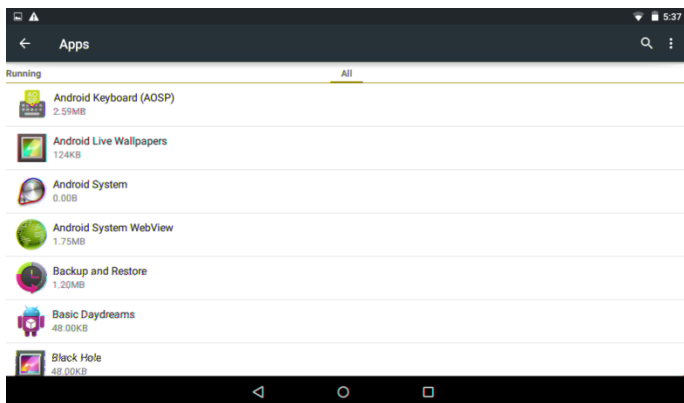 5:37
Apps
Running
All
Android Keyboard (AOSP)
2.59MB
Android Live Wallpapers
124KB
Android System
0.00B
Android System WebView
1.75MB
Backup and Restore
1.20MB
Basic Daydreams
48.00KB
Black Hole
48.00KB